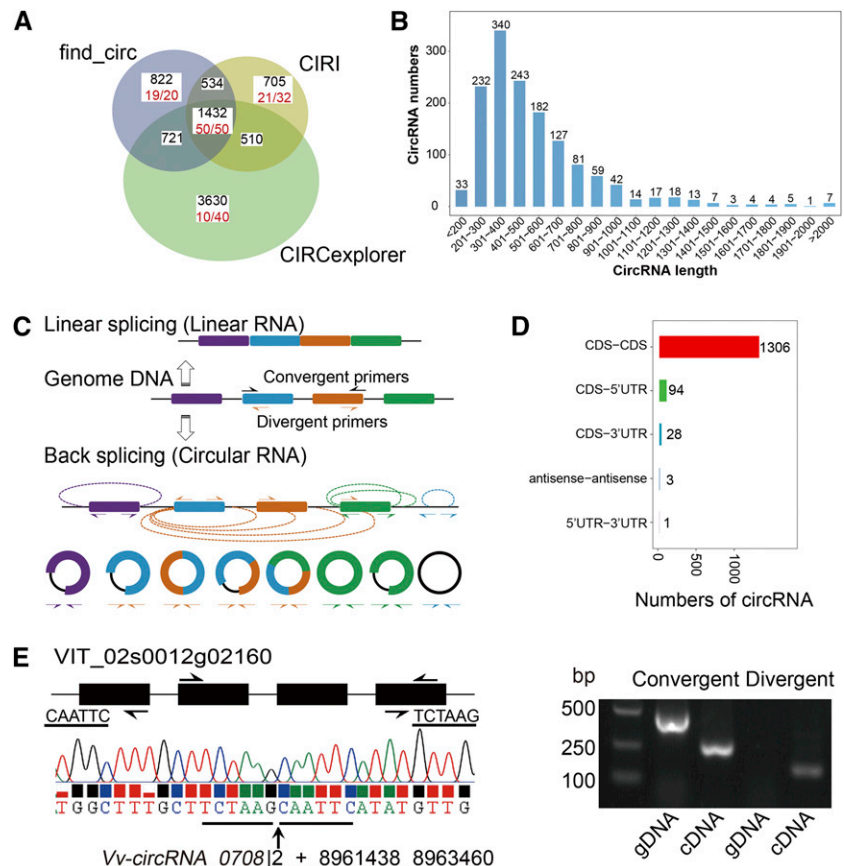 A
find_circ
CIRI
822
19/20
534
705
21/32
1432
50/50
721
510
3630
10/40
CIRCexplorer
B
CircRNA numbers
300
200
100
0
33
232
340
243
182
127
81
59
42
14
17
18
13
7
3
4
4
5
1
7
<200
201−300
301−400
401−500
501−600
601−700
701−800
801−900
901−1000
1001−1100
1101−1200
1201−1300
1301−1400
1401−1500
1501−1600
1601−1700
1701−1800
1801−1900
1901−2000
>2000
CircRNA length
C
Linear splicing (Linear RNA)
Genome DNA
Convergent primers
Divergent primers
Back splicing (Circular RNA)
D
CDS−CDS
1306
CDS−5'UTR
94
CDS−3'UTR
28
antisense−antisense
3
5'UTR−3'UTR
1
0
500
1000
Numbers of circRNA
E
VIT_02s0012g02160
CAATTC
TCTAAG
TGGCTTTGCTTCTAAGCAATTCATATGTTG
Vv-circRNA 0708|2 + 8961438 8963460
bp
Convergent Divergent
500
250
100
gDNA
cDNA
gDNA
cDNA